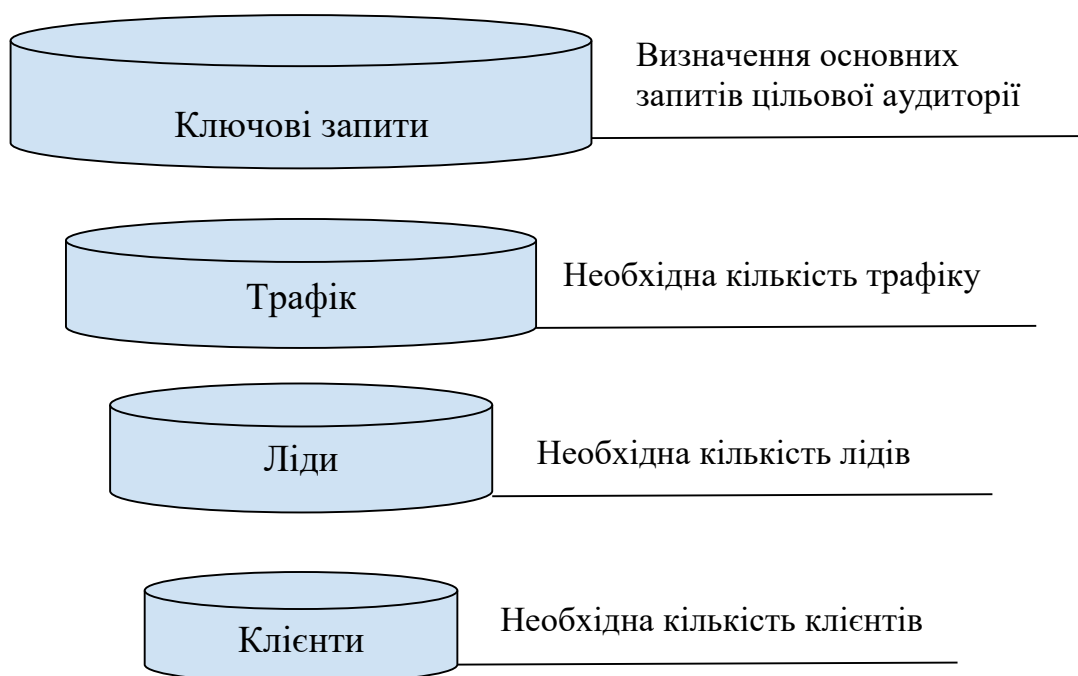 Ключові запити
Визначення основних
запитів цільової аудиторії
Трафік
Необхідна кількість трафіку
Ліди
Необхідна кількість лідів
Клієнти
Необхідна кількість клієнтів